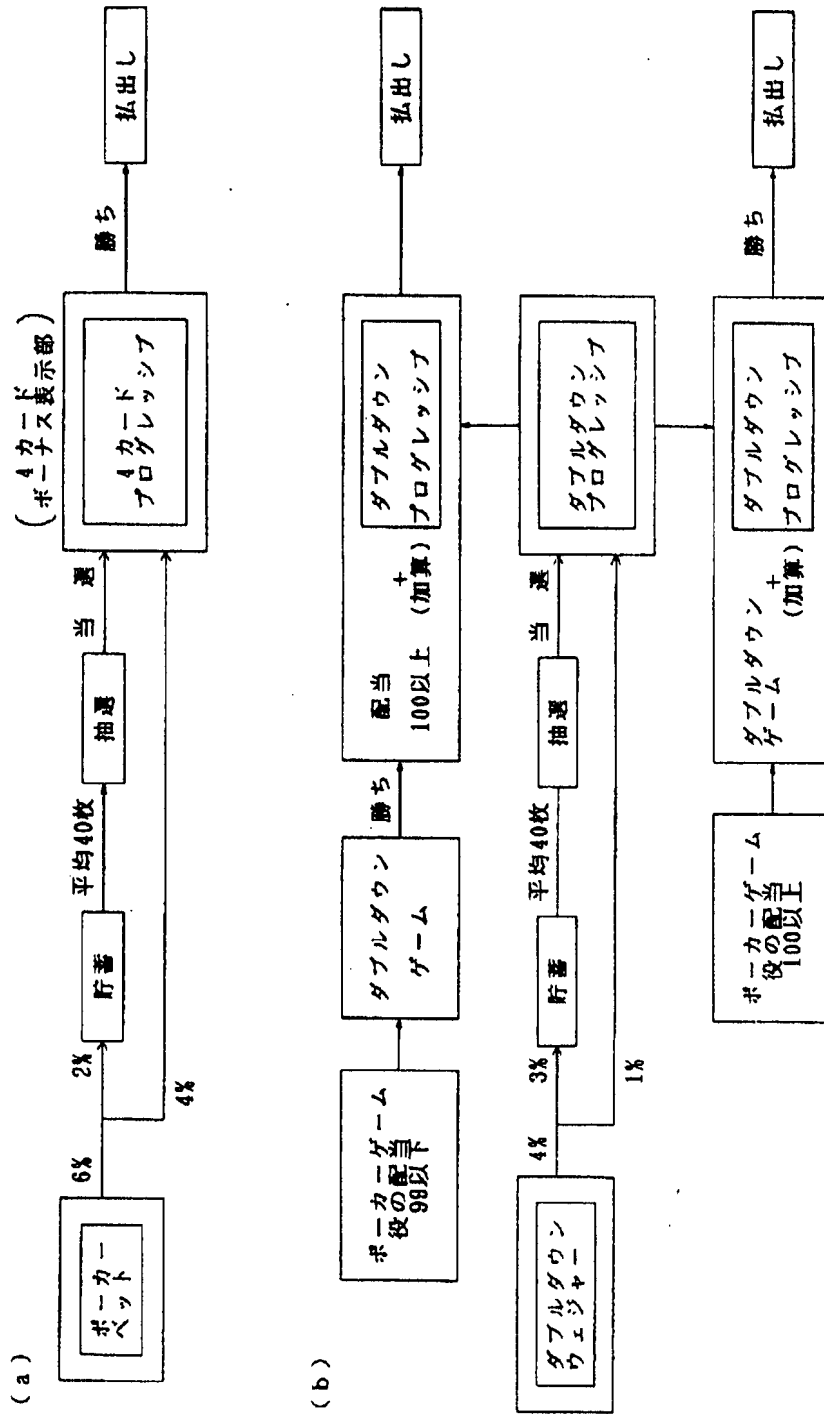 (a)
ポーカー
ベット
6%
2%
4%
貯蓄
平均40枚
抽選
当 選
(4カード
ボーナス表示部)
4カード
プログレッシブ
勝ち
払出し
(b)
ポーカーゲーム
役の配当
99以下
ダブルダウン
ゲーム
勝ち
配当
100以上
+
(加算)
ダブルダウン
プログレッシブ
払出し
ダブルダウン
ウェジャー
4%
3%
1%
貯蓄
平均40枚
抽選
当 選
ダブルダウン
プログレッシブ
ポーカーゲーム
役の配当
100以上
ダブルダウン
ゲーム
+
(加算)
ダブルダウン
プログレッシブ
勝ち
払出し